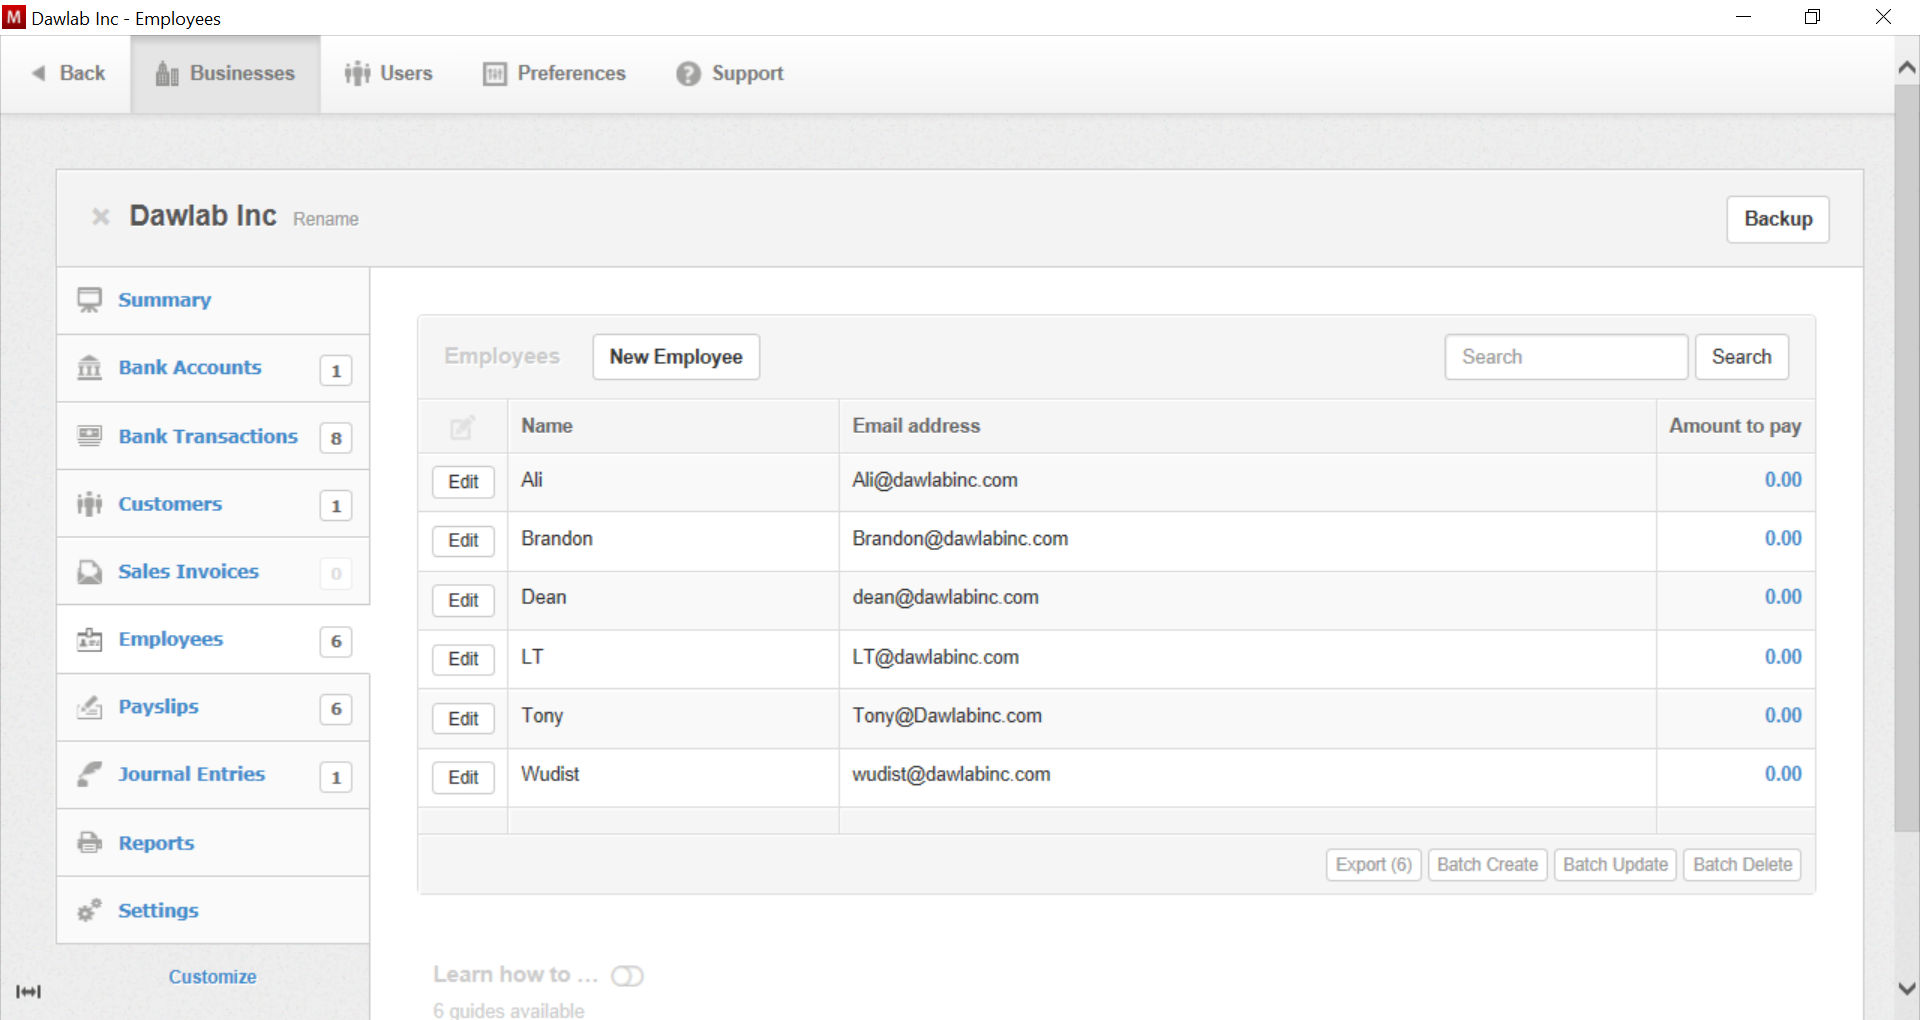 M Dawlab Inc - Employees
Back Businesses Users Preferences Support
Dawlab Inc Rename Backup
Summary
Bank Accounts 1
Bank Transactions 8
Customers 1
Sales Invoices 0
Employees 6
Payslips 6
Journal Entries 1
Reports
Settings
Customize
Employees New Employee Search Search
Name Email address Amount to pay
Edit Ali Ali@dawlabinc.com 0.00
Edit Brandon Brandon@dawlabinc.com 0.00
Edit Dean dean@dawlabinc.com 0.00
Edit LT LT@dawlabinc.com 0.00
Edit Tony Tony@Dawlabinc.com 0.00
Edit Wudist wudist@dawlabinc.com 0.00
Export (6) Batch Create Batch Update Batch Delete
Learn how to ...
6 guides available